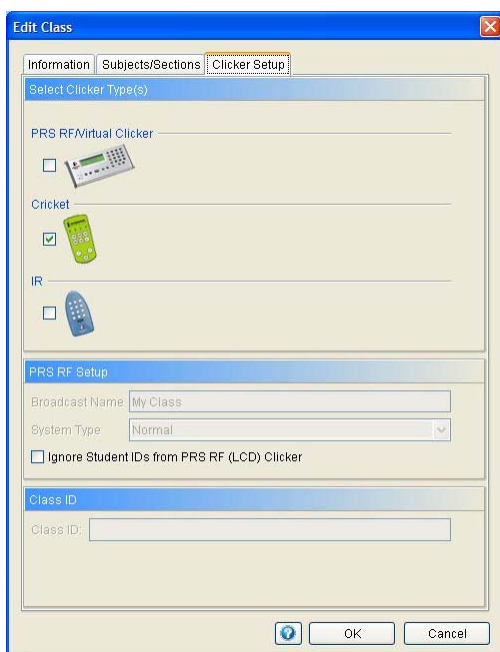 Edit Class
Information Subjects/Sections Clicker Setup
Select Clicker Type(s)
PRS RF/Virtual Clicker
Cricket
IR
PRS RF Setup
Broadcast Name My Class
System Type Normal
Ignore Student IDs from PRS RF (LCD) Clicker
Class ID
Class ID:
? OK Cancel